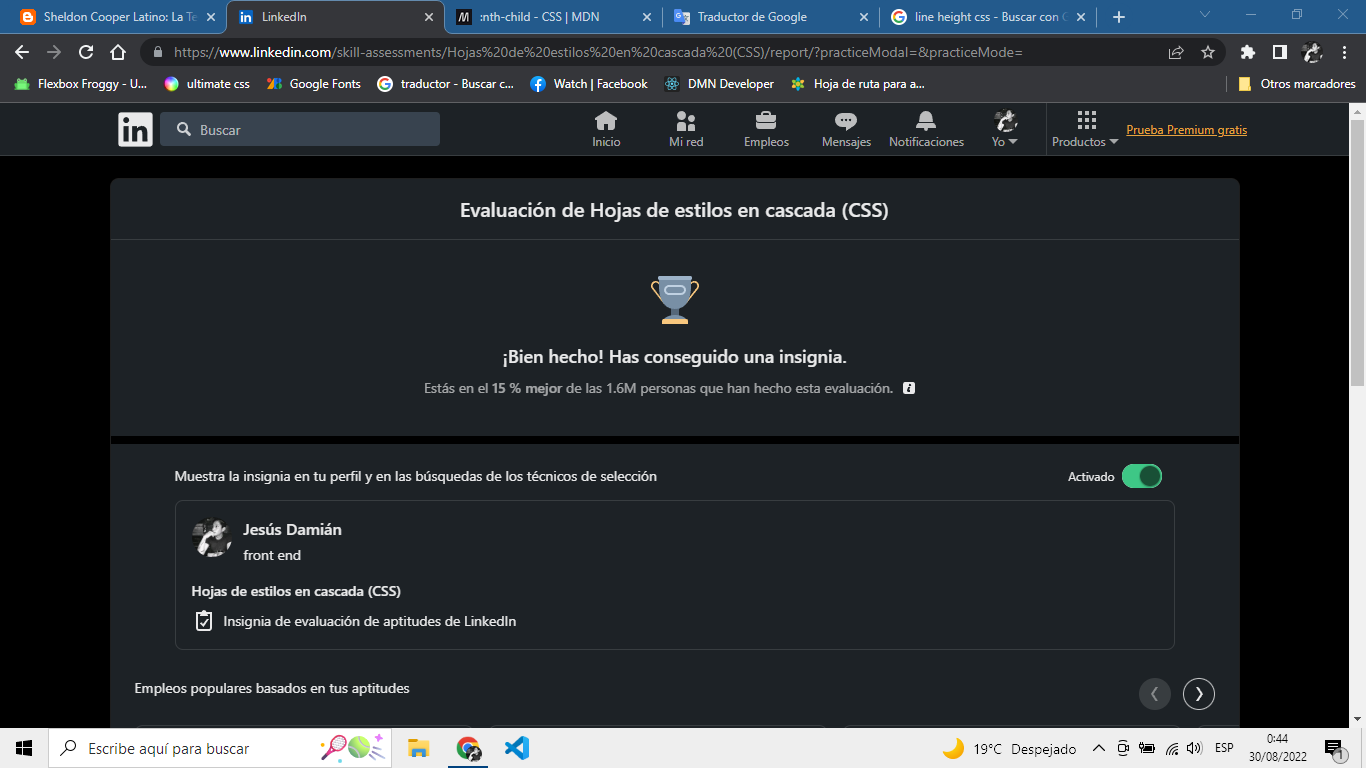 Sheldon Cooper Latino: La Te
LinkedIn
:nth-child - CSS | MDN
Traductor de Google
line height css - Buscar con G
https://www.linkedin.com/skill-assessments/Hojas%20de%20estilos%20en%20cascada%20(CSS)/report/?practiceModal=&practiceMode=
Flexbox Froggy - U...
ultimate css
Google Fonts
traductor - Buscar c...
Watch | Facebook
DMN Developer
Hoja de ruta para a...
Otros marcadores
in
Buscar
Inicio
Mi red
Empleos
Mensajes
Notificaciones
Yo
Productos
Prueba Premium gratis
Evaluación de Hojas de estilos en cascada (CSS)
¡Bien hecho! Has conseguido una insignia.
Estás en el 15 % mejor de las 1.6M personas que han hecho esta evaluación.
Muestra la insignia en tu perfil y en las búsquedas de los técnicos de selección
Activado
Jesús Damián
front end
Hojas de estilos en cascada (CSS)
Insignia de evaluación de aptitudes de LinkedIn
Empleos populares basados en tus aptitudes
Escribe aquí para buscar
19°C Despejado
ESP
0:44
30/08/2022
1